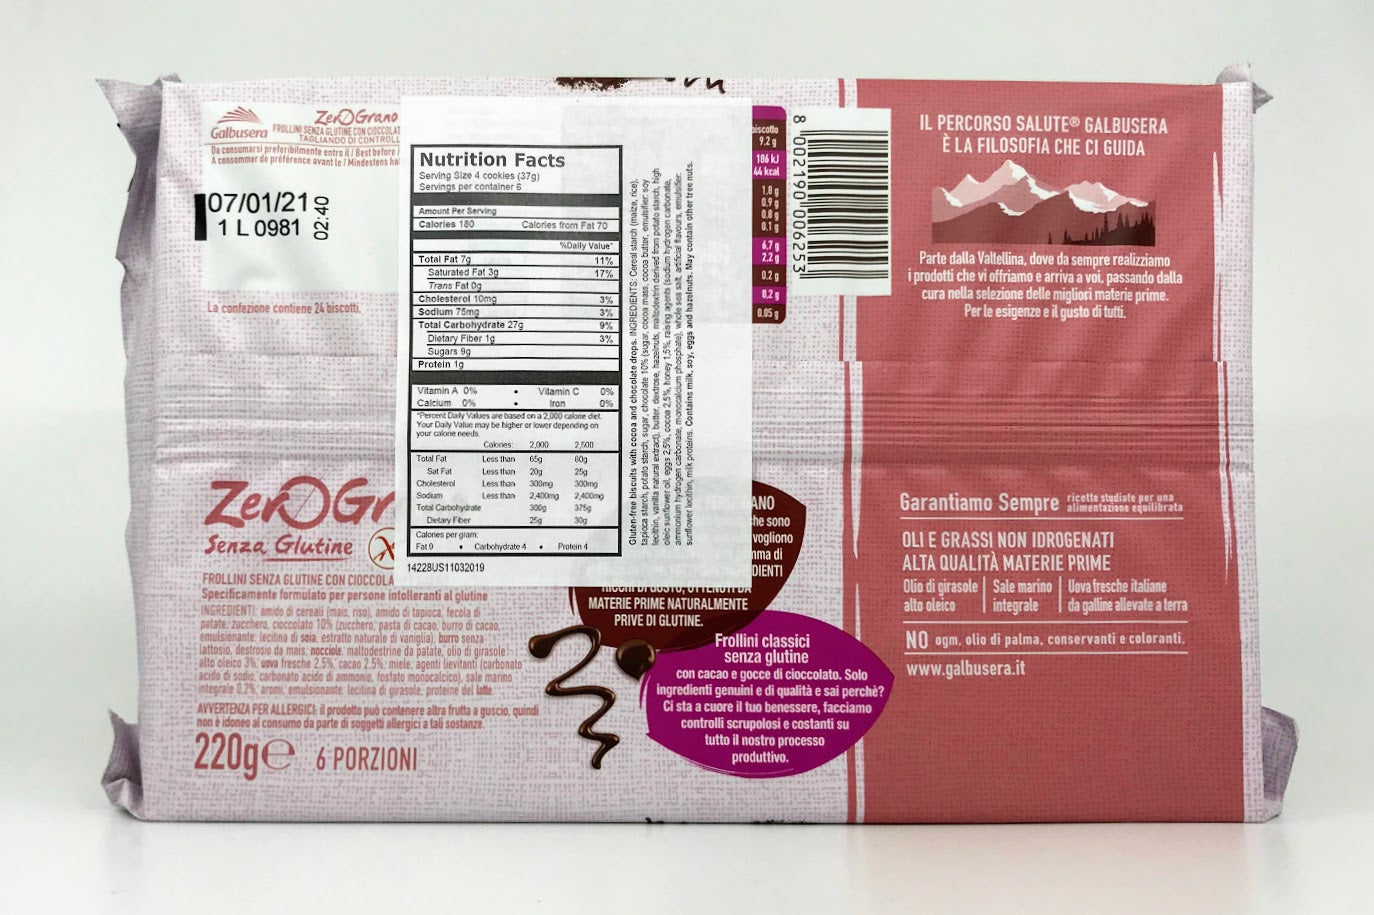 Galbusera
ZeroGrano
FROLLINI SENZA GLUTINE CON CIOCCOLAT
TAGLIANDO DI CONTROLL
Da consumarsi preferibilmente entro il / Best before /
A consommer de préférence avant le / Mindestens hal
07/01/21
1 L 0981
02:40
La confezione contiene 24 biscotti.
Nutrition Facts
Serving Size 4 cookies (37g)
Servings per container 6
Amount Per Serving
Calories 180 Calories from Fat 70
%Daily Value*
Total Fat 7g 11%
Saturated Fat 3g 17%
Trans Fat 0g
Cholesterol 10mg 3%
Sodium 75mg 3%
Total Carbohydrate 27g 9%
Dietary Fiber 1g 3%
Sugars 9g
Protein 1g
Vitamin A 0% • Vitamin C 0%
Calcium 0% • Iron 0%
*Percent Daily Values are based on a 2,000 calorie diet.
Your Daily Value may be higher or lower depending on
your calorie needs.
Calories: 2,000 2,500
Total Fat Less than 65g 80g
Sat Fat Less than 20g 25g
Cholesterol Less than 300mg 300mg
Sodium Less than 2,400mg 2,400mg
Total Carbohydrate 300g 375g
Dietary Fiber 25g 30g
Calories per gram:
Fat 9 • Carbohydrate 4 • Protein 4
14228US11032019
Gluten-free biscuits with cocoa and chocolate drops. INGREDIENTS: Cereal starch (maize, rice),
tapioca starch, potato starch, sugar, chocolate 10% (sugar, cocoa mass, cocoa butter, emulsifier: soy
lecithin, vanilla natural extract), butter, dextrose, hazelnuts, maltodextrin derived from potato starch, high
oleic sunflower oil, eggs 2,5%, cocoa 2,5%, honey 1,5%, raising agents (sodium hydrogen carbonate,
ammonium hydrogen carbonate, monocalcium phosphate), whole sea salt, artificial flavours, emulsifier:
sunflower lecithin, milk proteins. Contains milk, soy, eggs and hazelnuts. May contain other tree nuts.
biscotto
9.2 g
186 kJ
44 kcal
1,8 g
0,9 g
0,8 g
0,1 g
6,7 g
2,2 g
0,2 g
0,2 g
0,05 g
8 002190 006253
IL PERCORSO SALUTE® GALBUSERA
È LA FILOSOFIA CHE CI GUIDA
Parte dalla Valtellina, dove da sempre realizziamo
i prodotti che vi offriamo e arriva a voi, passando dalla
cura nella selezione delle migliori materie prime.
Per le esigenze e il gusto di tutti.
ZeroGr
Senza Glutine
FROLLINI SENZA GLUTINE CON CIOCCOLA
Specificamente formulato per persone intolleranti al glutine
INGREDIENTI: amido di cereali (mais, riso), amido di tapioca, fecola di
patate, zucchero, cioccolato 10% (zucchero, pasta di cacao, burro di cacao,
emulsionante: lecitina di soia, estratto naturale di vaniglia), burro senza
lattosio, destrosio da mais, nocciole, maltodestrine da patate, olio di girasole
alto oleico 3%, uova fresche 2.5%, cacao 2.5%, miele, agenti lievitanti (carbonato
acido di sodio, carbonato acido di ammonio, fosfato monocalcico), sale marino
integrale 0,2%, aromi, emulsionante: lecitina di girasole, proteine del latte.
AVVERTENZA PER ALLERGICI: il prodotto può contenere altra frutta a guscio, quindi
non è idoneo al consumo da parte di soggetti allergici a tali sostanze.
220g e 6 PORZIONI
ZERO ANO
che sono
vogliono
mma di
DIENTI
RICCHI DI GUSTO, OTTENUTI DA
MATERIE PRIME NATURALMENTE
PRIVE DI GLUTINE.
Frollini classici
senza glutine
con cacao e gocce di cioccolato. Solo
ingredienti genuini e di qualità e sai perchè?
Ci sta a cuore il tuo benessere, facciamo
controlli scrupolosi e costanti su
tutto il nostro processo
produttivo.
Garantiamo Sempre ricette studiate per una
alimentazione equilibrata
OLI E GRASSI NON IDROGENATI
ALTA QUALITÀ MATERIE PRIME
Olio di girasole Sale marino Uova fresche italiane
alto oleico integrale da galline allevate a terra
NO ogm, olio di palma, conservanti e coloranti.
www.galbusera.it